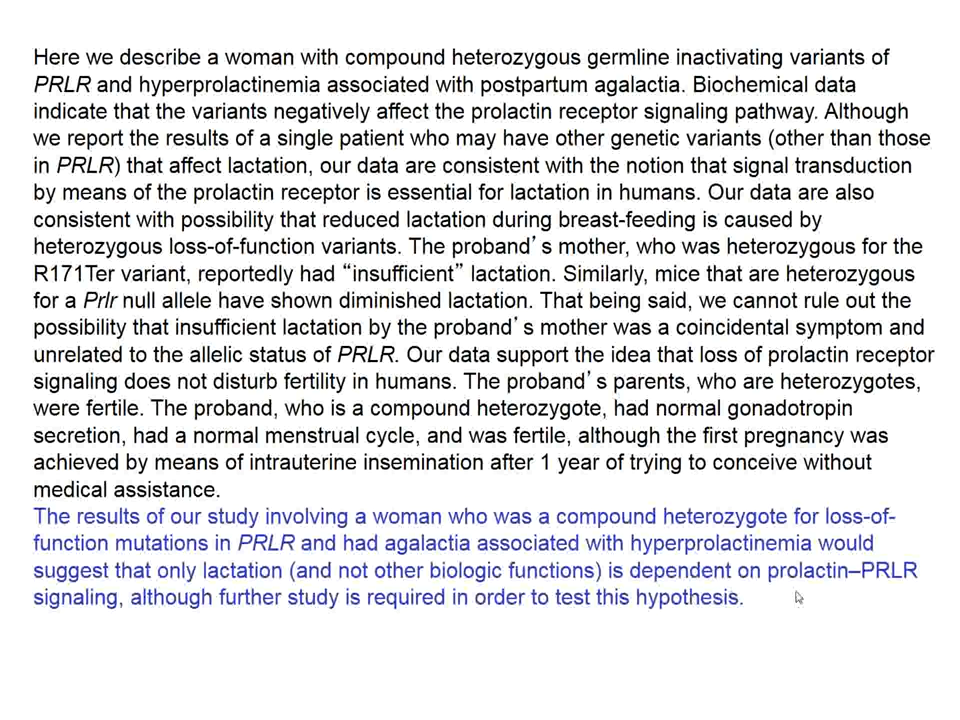 Here we describe a woman with compound heterozygous germline inactivating variants of
PRLR and hyperprolactinemia associated with postpartum agalactia. Biochemical data
indicate that the variants negatively affect the prolactin receptor signaling pathway. Although
we report the results of a single patient who may have other genetic variants (other than those
in PRLR) that affect lactation, our data are consistent with the notion that signal transduction
by means of the prolactin receptor is essential for lactation in humans. Our data are also
consistent with possibility that reduced lactation during breast-feeding is caused by
heterozygous loss-of-function variants. The proband’s mother, who was heterozygous for the
R171Ter variant, reportedly had “insufficient” lactation. Similarly, mice that are heterozygous
for a Prlr null allele have shown diminished lactation. That being said, we cannot rule out the
possibility that insufficient lactation by the proband’s mother was a coincidental symptom and
unrelated to the allelic status of PRLR. Our data support the idea that loss of prolactin receptor
signaling does not disturb fertility in humans. The proband’s parents, who are heterozygotes,
were fertile. The proband, who is a compound heterozygote, had normal gonadotropin
secretion, had a normal menstrual cycle, and was fertile, although the first pregnancy was
achieved by means of intrauterine insemination after 1 year of trying to conceive without
medical assistance.
The results of our study involving a woman who was a compound heterozygote for loss-of-
function mutations in PRLR and had agalactia associated with hyperprolactinemia would
suggest that only lactation (and not other biologic functions) is dependent on prolactin–PRLR
signaling, although further study is required in order to test this hypothesis.